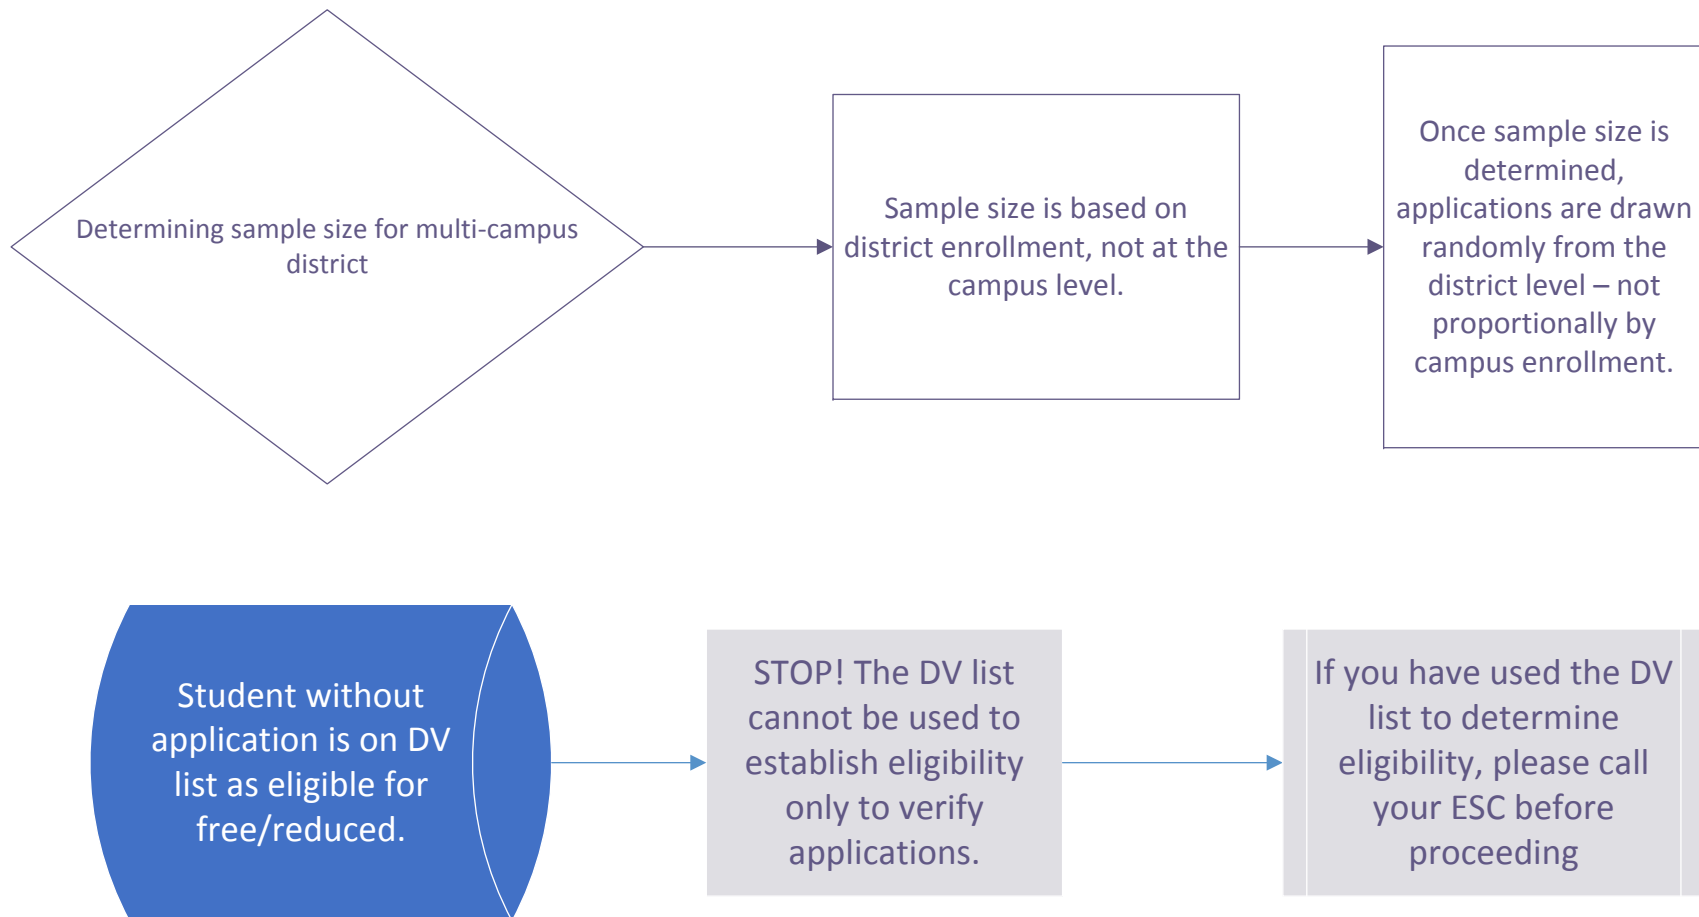 Determining sample size for multi-campus
district
Sample size is based on
district enrollment, not at the
campus level.
Once sample size is
determined,
applications are drawn
randomly from the
district level – not
proportionally by
campus enrollment.
Student without
application is on DV
list as eligible for
free/reduced.
STOP! The DV list
cannot be used to
establish eligibility
only to verify
applications.
If you have used the DV
list to determine
eligibility, please call
your ESC before
proceeding